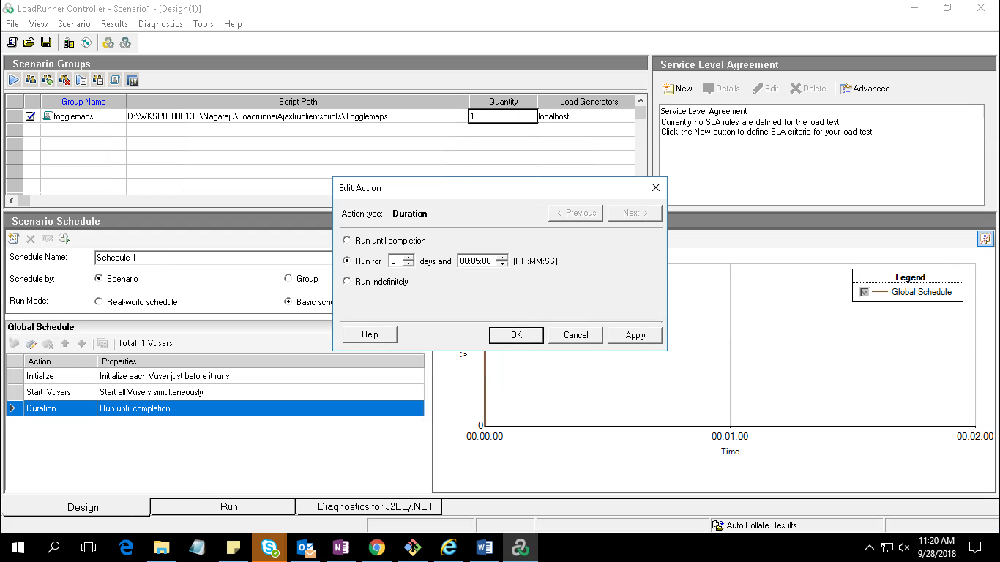 LoadRunner Controller - Scenario1 - [Design(1)]
File View Scenario Results Diagnostics Tools Help
Scenario Groups
Group Name Script Path Quantity Load Generators
togglemaps D:\WKSP0008E13E\Nagaraju\LoadrunnerAjaxtruclientscripts\Togglemaps 1 localhost
Service Level Agreement
New Details Edit Delete Advanced
Service Level Agreement
Currently no SLA rules are defined for the load test.
Click the New button to define SLA criteria for your load test.
Edit Action
Action type: Duration < Previous Next >
Run until completion
Run for 0 days and 00:05:00 (HH:MM:SS)
Run indefinitely
Help OK Cancel Apply
Scenario Schedule
Schedule Name: Schedule 1
Schedule by: Scenario Group
Run Mode: Real-world schedule Basic sche
Global Schedule
Total: 1 Vusers
Action Properties
Initialize Initialize each Vuser just before it runs
Start Vusers Start all Vusers simultaneously
Duration Run until completion
Legend
Global Schedule
0
00:00:00 00:01:00 00:02:00
Time
Design Run Diagnostics for J2EE/.NET
Auto Collate Results
11:20 AM
9/28/2018